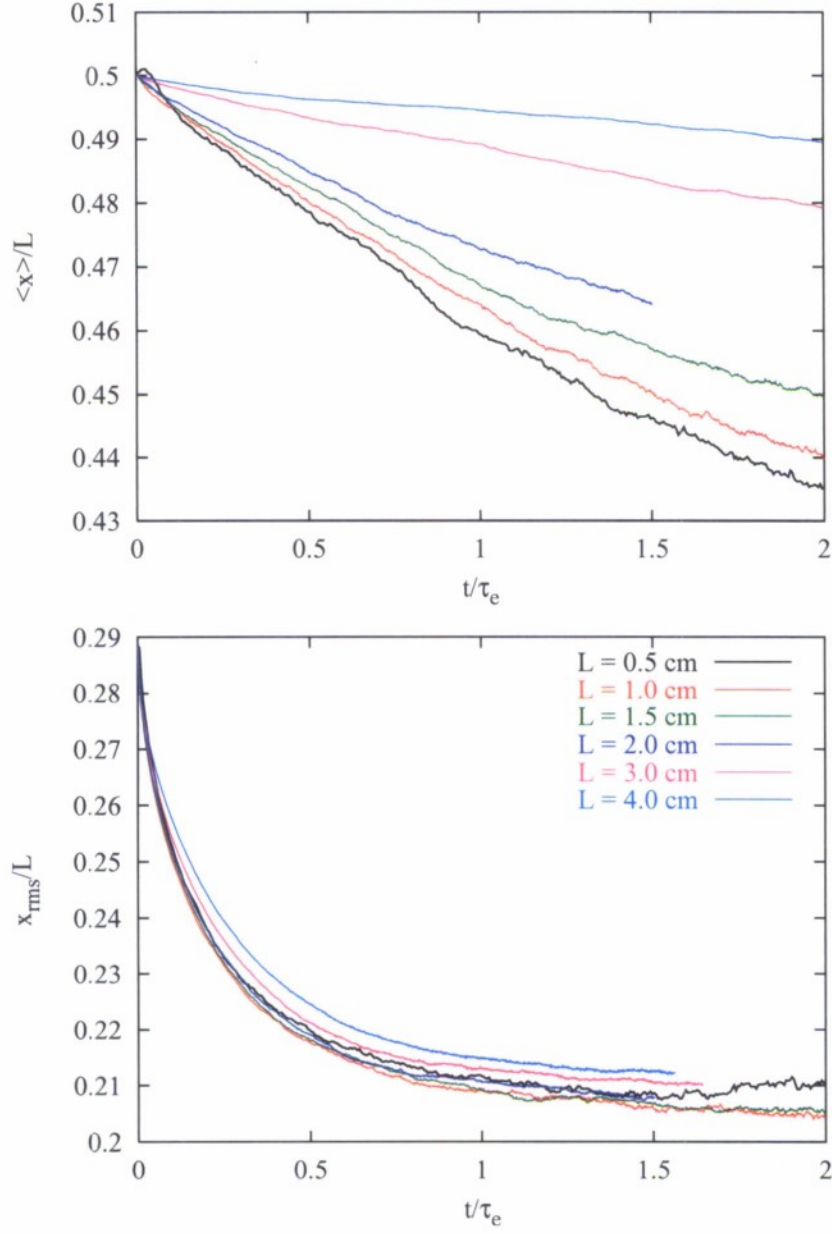 0.51
0.5
0.49
0.48
0.47
0.46
0.45
0.44
0.43
<x>/L
0 0.5 1 1.5 2
t/τe
0.29
0.28
0.27
0.26
0.25
0.24
0.23
0.22
0.21
0.2
xrms/L
L = 0.5 cm
L = 1.0 cm
L = 1.5 cm
L = 2.0 cm
L = 3.0 cm
L = 4.0 cm
0 0.5 1 1.5 2
t/τe